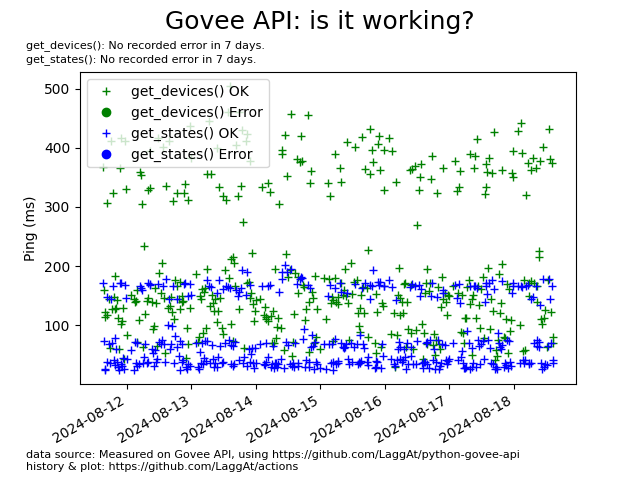 Govee API: is it working?
get_devices(): No recorded error in 7 days.
get_states(): No recorded error in 7 days.
get_devices() OK
get_devices() Error
get_states() OK
get_states() Error
Ping (ms)
500
400
300
200
100
2024-08-12
2024-08-13
2024-08-14
2024-08-15
2024-08-16
2024-08-17
2024-08-18
data source: Measured on Govee API, using https://github.com/LaggAt/python-govee-api
history & plot: https://github.com/LaggAt/actions